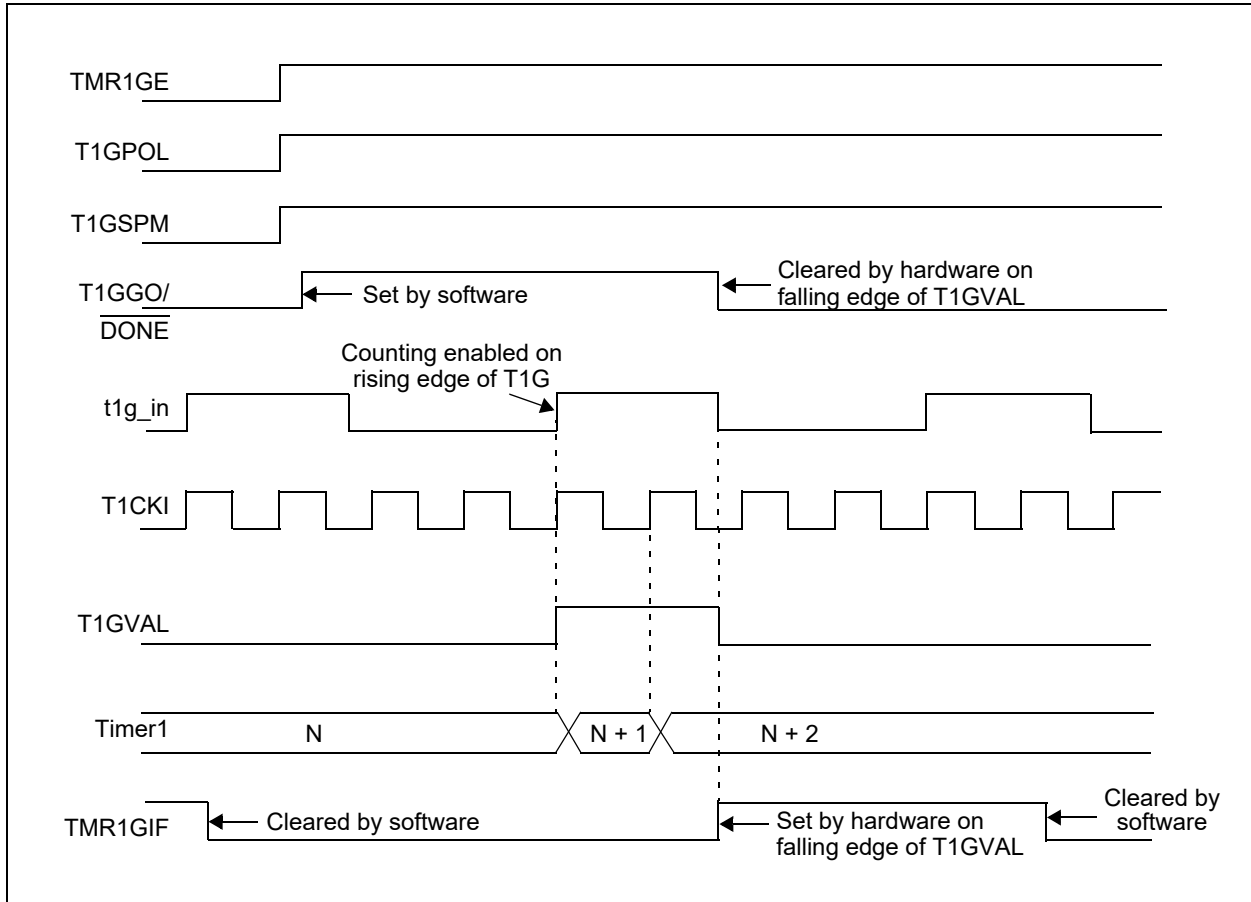 TMR1GE
T1GPOL
T1GSPM
T1GGO/
DONE
Set by software
Cleared by hardware on
falling edge of T1GVAL
Counting enabled on
rising edge of T1G
t1g_in
T1CKI
T1GVAL
Timer1
N
N + 1
N + 2
TMR1GIF
Cleared by software
Set by hardware on
falling edge of T1GVAL
Cleared by
software